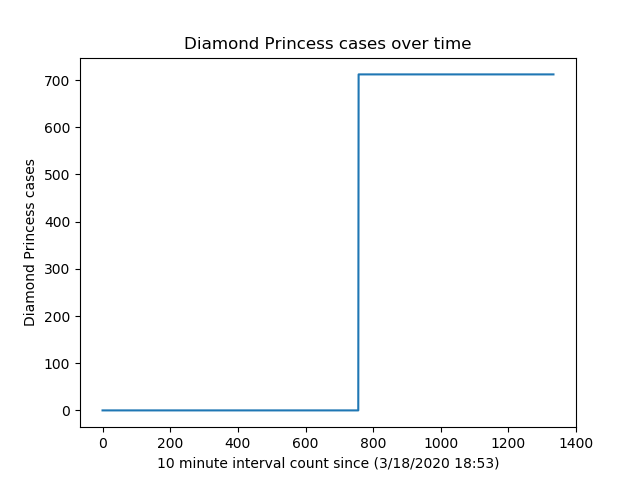 Diamond Princess cases over time
Diamond Princess cases
700
600
500
400
300
200
100
0
0 200 400 600 800 1000 1200 1400
10 minute interval count since (3/18/2020 18:53)